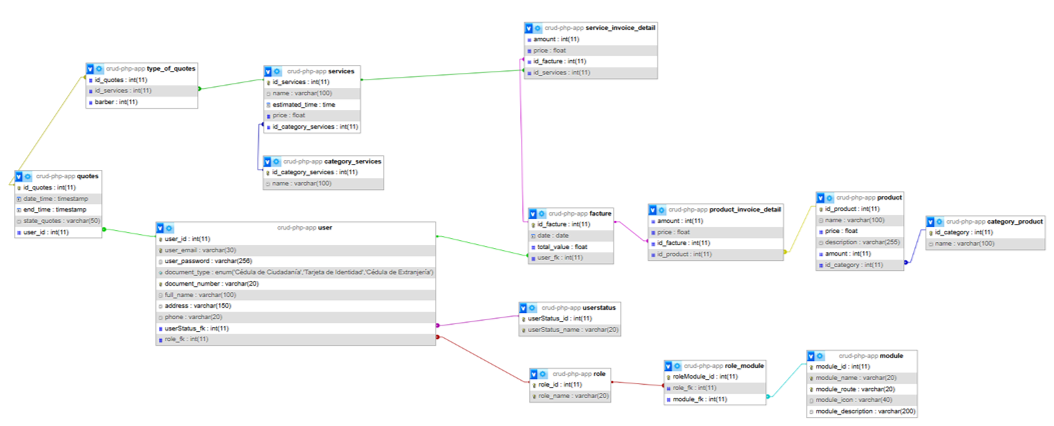 crud-php-app service_invoice_detail
amount : int(11)
price : float
id_facture : int(11)
id_services : int(11)
crud-php-app type_of_quotes
id_quotes : int(11)
id_services : int(11)
barber : int(11)
crud-php-app services
id_services : int(11)
name : varchar(100)
estimated_time : time
price : float
id_category_services : int(11)
crud-php-app category_services
id_category_services : int(11)
name : varchar(100)
crud-php-app quotes
id_quotes : int(11)
date_time : timestamp
end_time : timestamp
state_quotes : varchar(50)
user_id : int(11)
crud-php-app user
user_id : int(11)
user_email : varchar(30)
user_password : varchar(256)
document_type : enum('Cédula de Ciudadanía','Tarjeta de Identidad','Cédula de Extranjería')
document_number : varchar(20)
full_name : varchar(100)
address : varchar(150)
phone : varchar(20)
userStatus_fk : int(11)
role_fk : int(11)
crud-php-app facture
id_facture : int(11)
date : date
total_value : float
user_fk : int(11)
crud-php-app product_invoice_detail
amount : int(11)
price : float
id_facture : int(11)
id_product : int(11)
crud-php-app product
id_product : int(11)
name : varchar(100)
price : float
description : varchar(255)
amount : int(11)
id_category : int(11)
crud-php-app category_product
id_category : int(11)
name : varchar(100)
crud-php-app userstatus
userStatus_id : int(11)
userStatus_name : varchar(20)
crud-php-app role
role_id : int(11)
role_name : varchar(20)
crud-php-app role_module
roleModule_id : int(11)
role_fk : int(11)
module_fk : int(11)
crud-php-app module
module_id : int(11)
module_name : varchar(20)
module_route : varchar(20)
module_icon : varchar(40)
module_description : varchar(200)